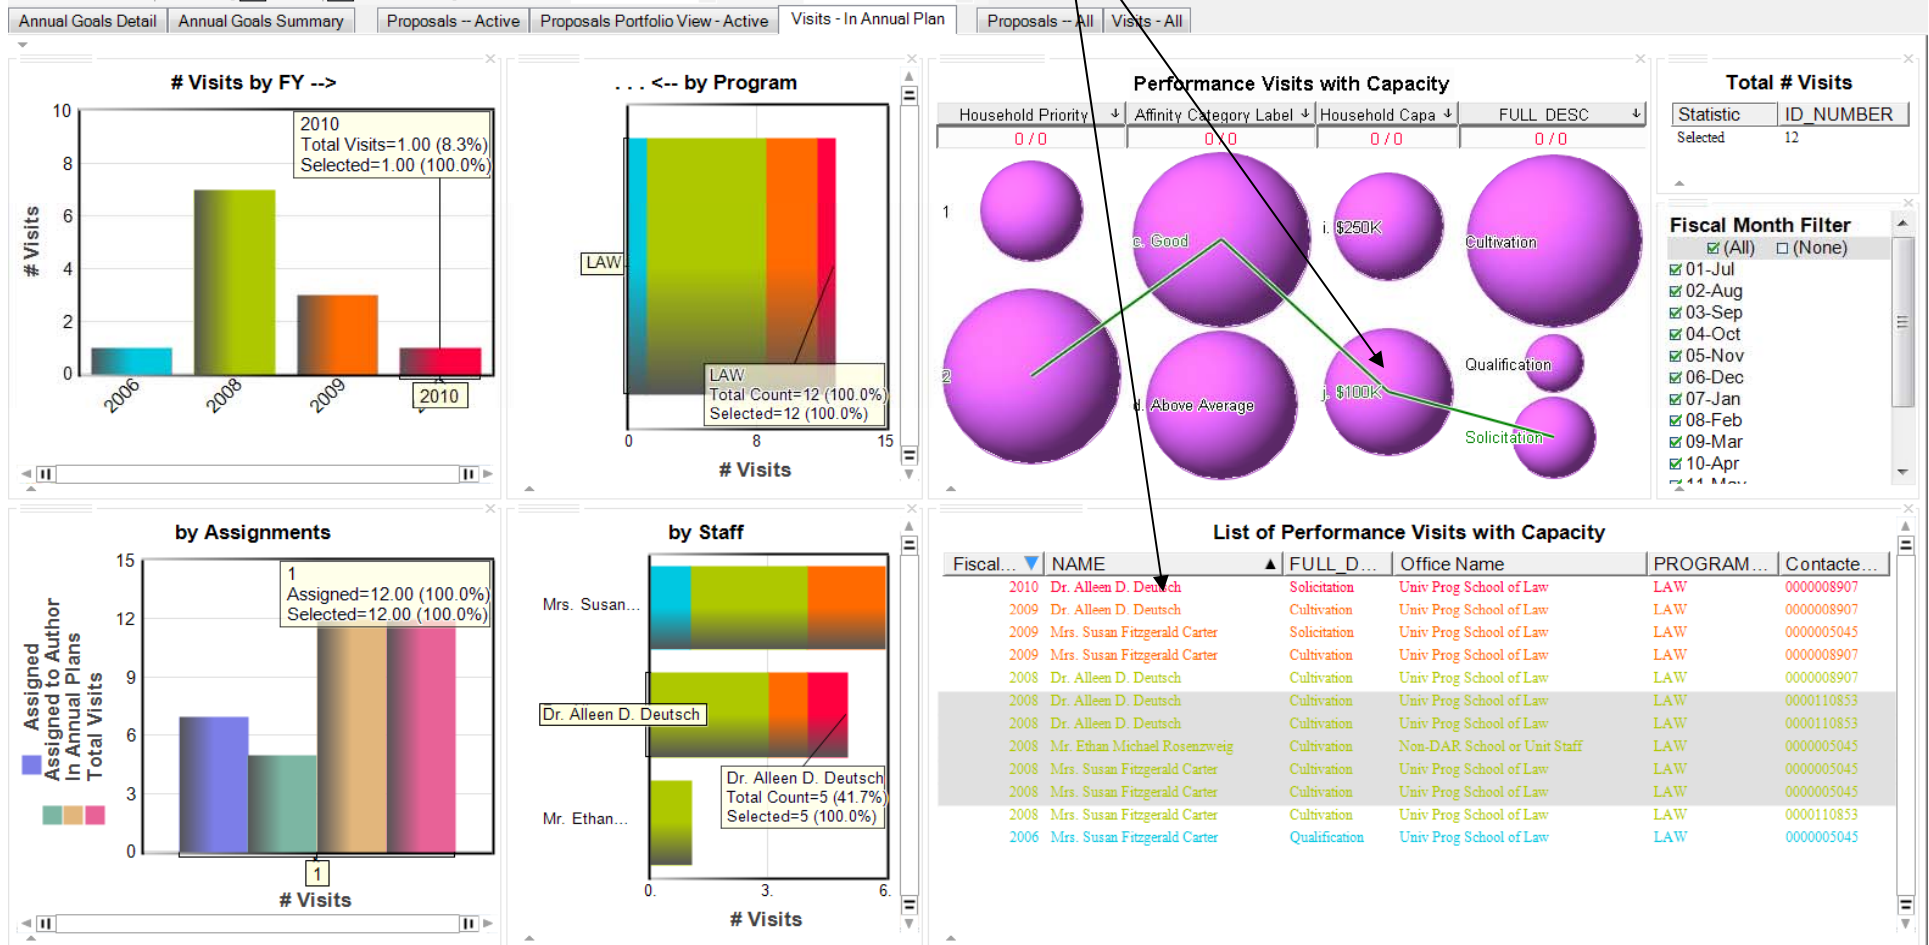 Annual Goals Detail Annual Goals Summary Proposals -- Active Proposals Portfolio View - Active Visits - In Annual Plan Proposals -- All Visits - All
# Visits by FY -->
10
8
6
4
2
0
# Visits
2010
Total Visits=1.00 (8.3%)
Selected=1.00 (100.0%)
2006 2008 2009 2010
. . . <-- by Program
LAW
LAW
Total Count=12 (100.0%)
Selected=12 (100.0%)
0 8 15
# Visits
Performance Visits with Capacity
Household Priority Affinity Category Label Household Capa FULL DESC
0 / 0 0 / 0 0 / 0 0 / 0
1
c. Good
i. $250K
Cultivation
2
d. Above Average
j. $100K
Qualification
Solicitation
Total # Visits
Statistic ID_NUMBER
Selected 12
Fiscal Month Filter
(All) (None)
01-Jul
02-Aug
03-Sep
04-Oct
05-Nov
06-Dec
07-Jan
08-Feb
09-Mar
10-Apr
11-May
by Assignments
15
12
9
6
3
0
Assigned
Assigned to Author
In Annual Plans
Total Visits
1
Assigned=12.00 (100.0%)
Selected=12.00 (100.0%)
1
# Visits
by Staff
Mrs. Susan...
Dr. Alleen D. Deutsch
Mr. Ethan...
Dr. Alleen D. Deutsch
Total Count=5 (41.7%)
Selected=5 (100.0%)
0. 3. 6.
# Visits
List of Performance Visits with Capacity
Fiscal... NAME FULL_D... Office Name PROGRAM... Contacte...
2010 Dr. Alleen D. Deutsch Solicitation Univ Prog School of Law LAW 0000008907
2009 Dr. Alleen D. Deutsch Cultivation Univ Prog School of Law LAW 0000008907
2009 Mrs. Susan Fitzgerald Carter Solicitation Univ Prog School of Law LAW 0000005045
2009 Mrs. Susan Fitzgerald Carter Cultivation Univ Prog School of Law LAW 0000008907
2008 Dr. Alleen D. Deutsch Cultivation Univ Prog School of Law LAW 0000008907
2008 Dr. Alleen D. Deutsch Cultivation Univ Prog School of Law LAW 0000110853
2008 Dr. Alleen D. Deutsch Cultivation Univ Prog School of Law LAW 0000110853
2008 Mr. Ethan Michael Rosenzweig Cultivation Non-DAR School or Unit Staff LAW 0000005045
2008 Mrs. Susan Fitzgerald Carter Cultivation Univ Prog School of Law LAW 0000005045
2008 Mrs. Susan Fitzgerald Carter Cultivation Univ Prog School of Law LAW 0000005045
2008 Mrs. Susan Fitzgerald Carter Cultivation Univ Prog School of Law LAW 0000110853
2006 Mrs. Susan Fitzgerald Carter Qualification Univ Prog School of Law LAW 0000005045